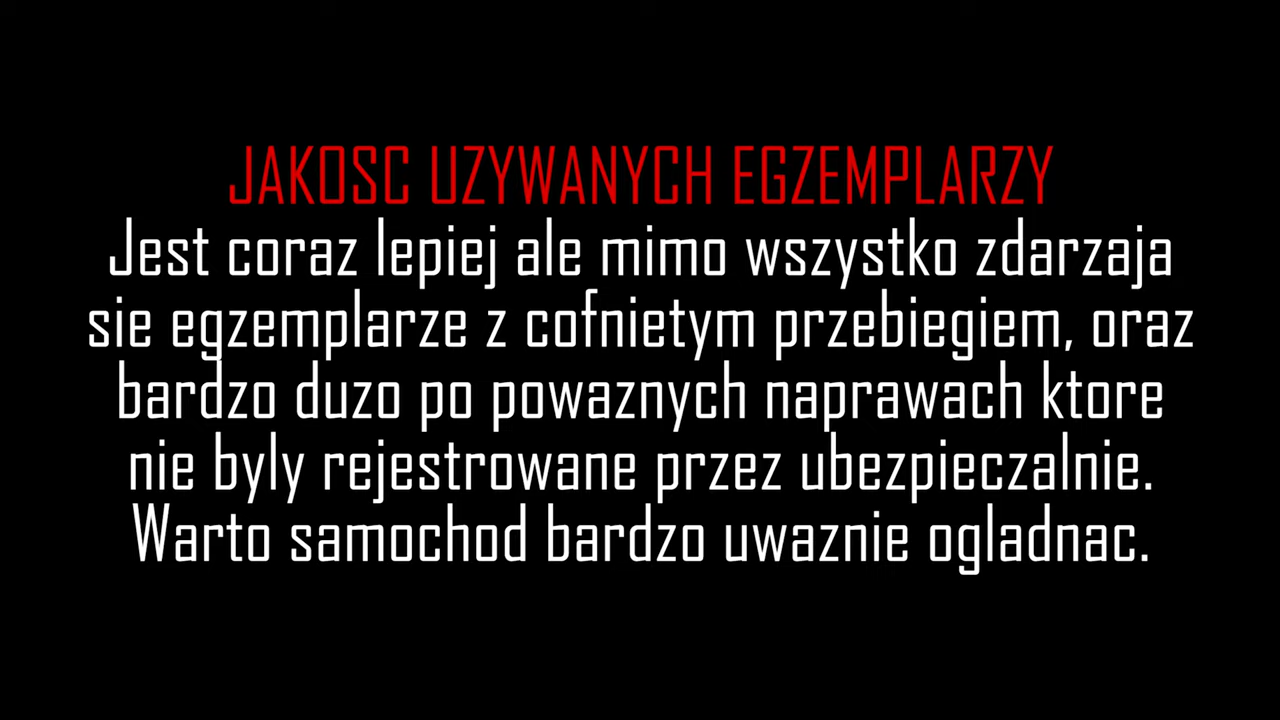 JAKOSC UZYWANYCH EGZEMPLARZY
Jest coraz lepiej ale mimo wszystko zdarzaja
sie egzemplarze z cofnietym przebiegiem, oraz
bardzo duzo po powaznych naprawach ktore
nie byly rejestrowane przez ubezpieczalnie.
Warto samochod bardzo uwaznie ogladnac.